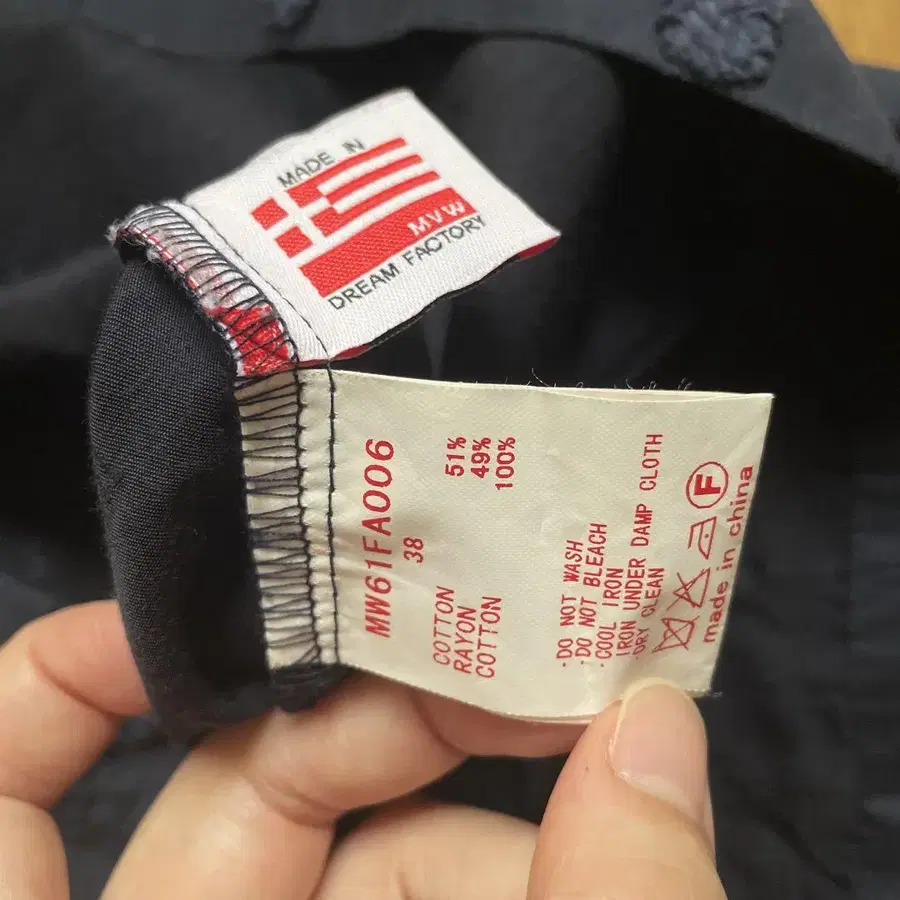 MADE IN
MVW
DREAM FACTORY
MW61FA006
38
COTTON 51%
RAYON 49%
COTTON 100%
·DO NOT WASH
·DO NOT BLEACH
·COOL IRON
IRON UNDER DAMP CLOTH
·DRY CLEAN
F
made in china